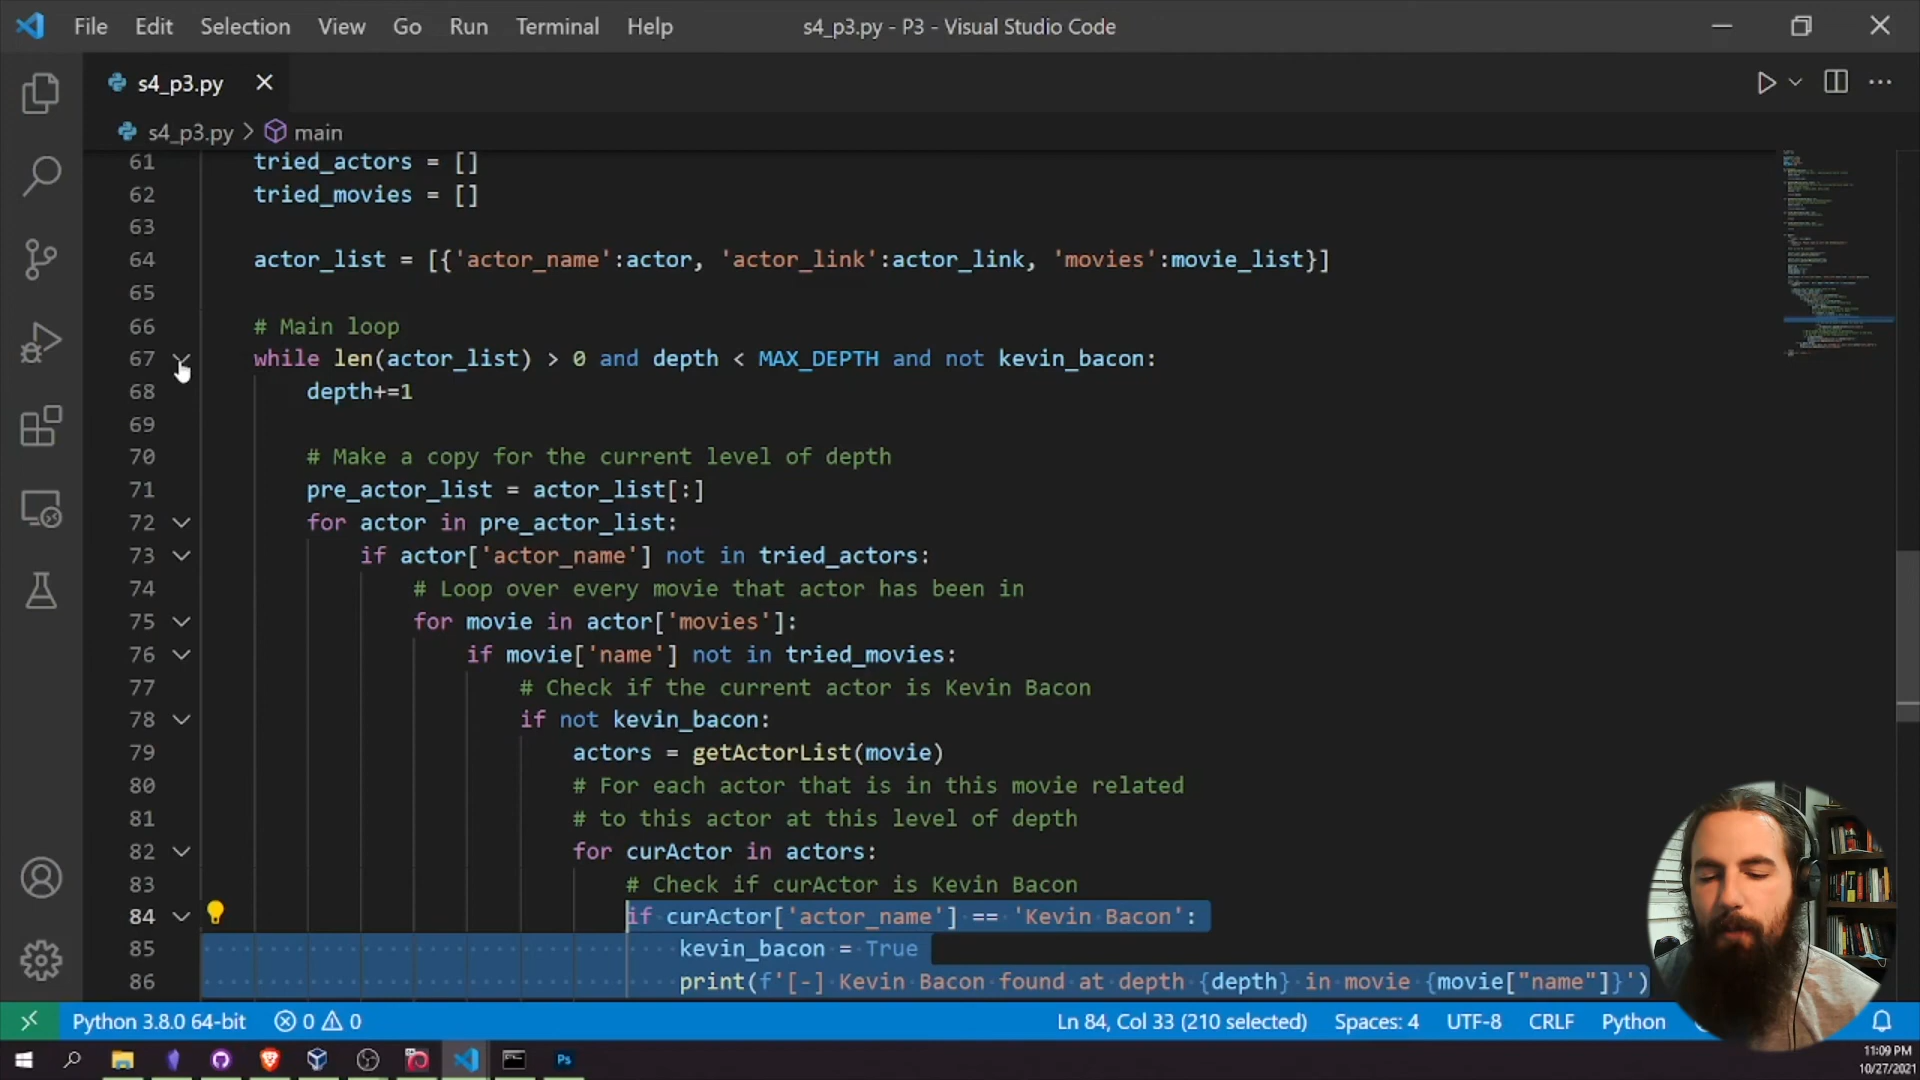 File Edit Selection View Go Run Terminal Help s4_p3.py - P3 - Visual Studio Code
s4_p3.py
s4_p3.py > main
61 tried_actors = []
62 tried_movies = []
63
64 actor_list = [{'actor_name':actor, 'actor_link':actor_link, 'movies':movie_list}]
65
66 # Main loop
67 while len(actor_list) > 0 and depth < MAX_DEPTH and not kevin_bacon:
68 depth+=1
69
70 # Make a copy for the current level of depth
71 pre_actor_list = actor_list[:]
72 for actor in pre_actor_list:
73 if actor['actor_name'] not in tried_actors:
74 # Loop over every movie that actor has been in
75 for movie in actor['movies']:
76 if movie['name'] not in tried_movies:
77 # Check if the current actor is Kevin Bacon
78 if not kevin_bacon:
79 actors = getActorList(movie)
80 # For each actor that is in this movie related
81 # to this actor at this level of depth
82 for curActor in actors:
83 # Check if curActor is Kevin Bacon
84 if curActor['actor_name'] == 'Kevin Bacon':
85 kevin_bacon = True
86 print(f'[-] Kevin Bacon found at depth {depth} in movie {movie["name"]}')
Python 3.8.0 64-bit 0 0 Ln 84, Col 33 (210 selected) Spaces: 4 UTF-8 CRLF Python
Ps
11:09 PM
10/27/2021